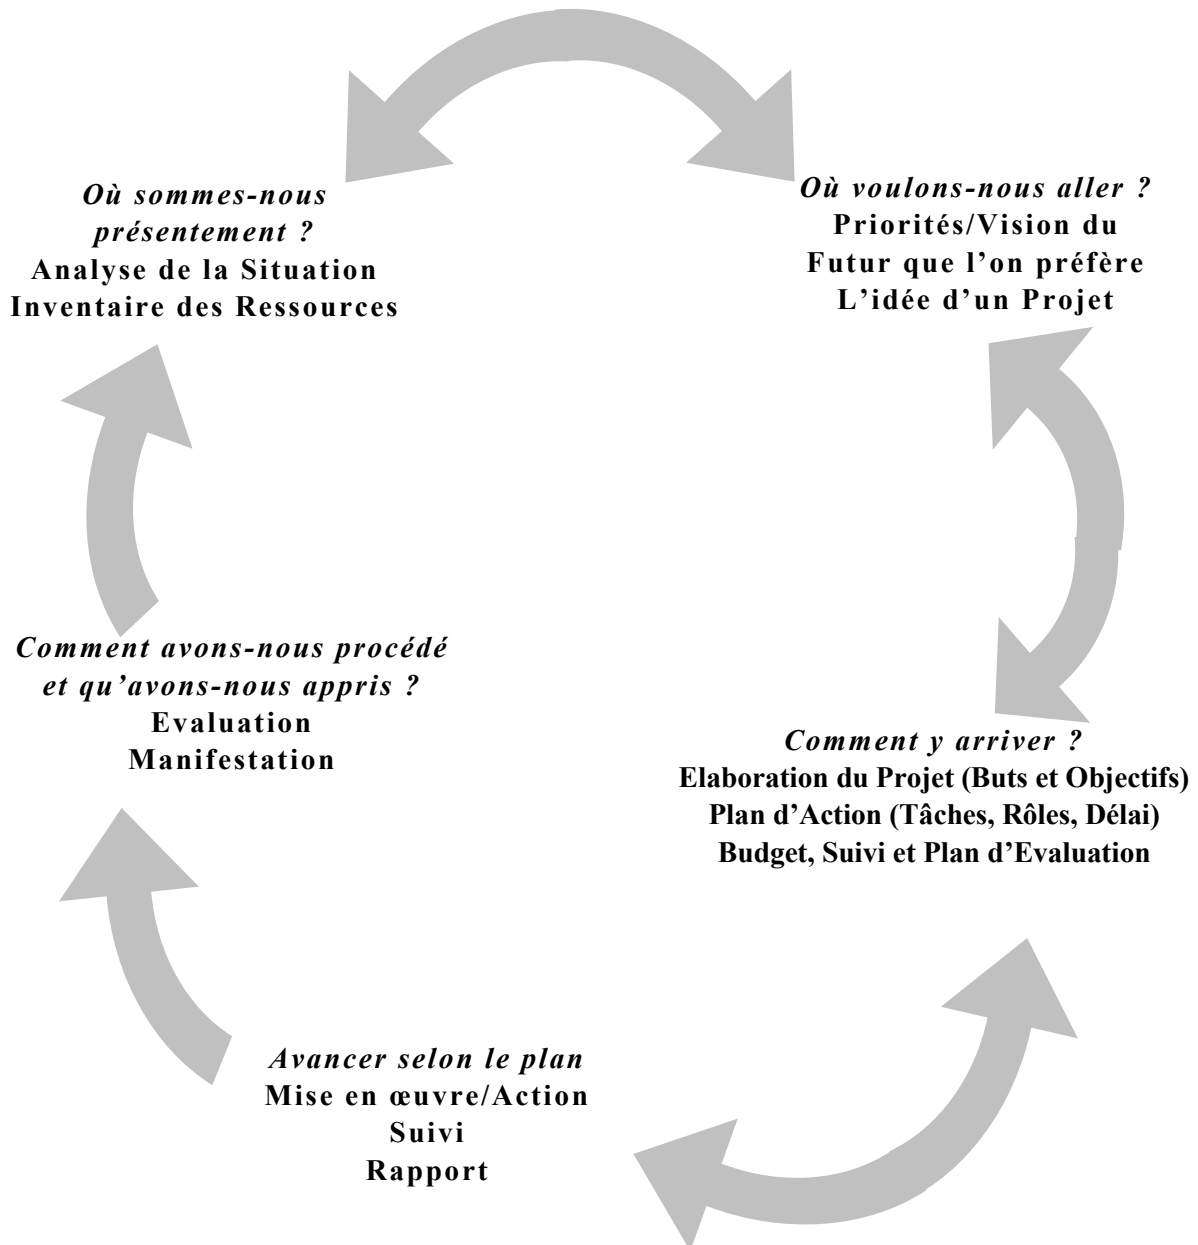 Où sommes-nous
présentement ?
Analyse de la Situation
Inventaire des Ressources
Où voulons-nous aller ?
Priorités/Vision du
Futur que l’on préfère
L’idée d’un Projet
Comment y arriver ?
Elaboration du Projet (Buts et Objectifs)
Plan d’Action (Tâches, Rôles, Délai)
Budget, Suivi et Plan d’Evaluation
Avancer selon le plan
Mise en œuvre/Action
Suivi
Rapport
Comment avons-nous procédé
et qu’avons-nous appris ?
Evaluation
Manifestation